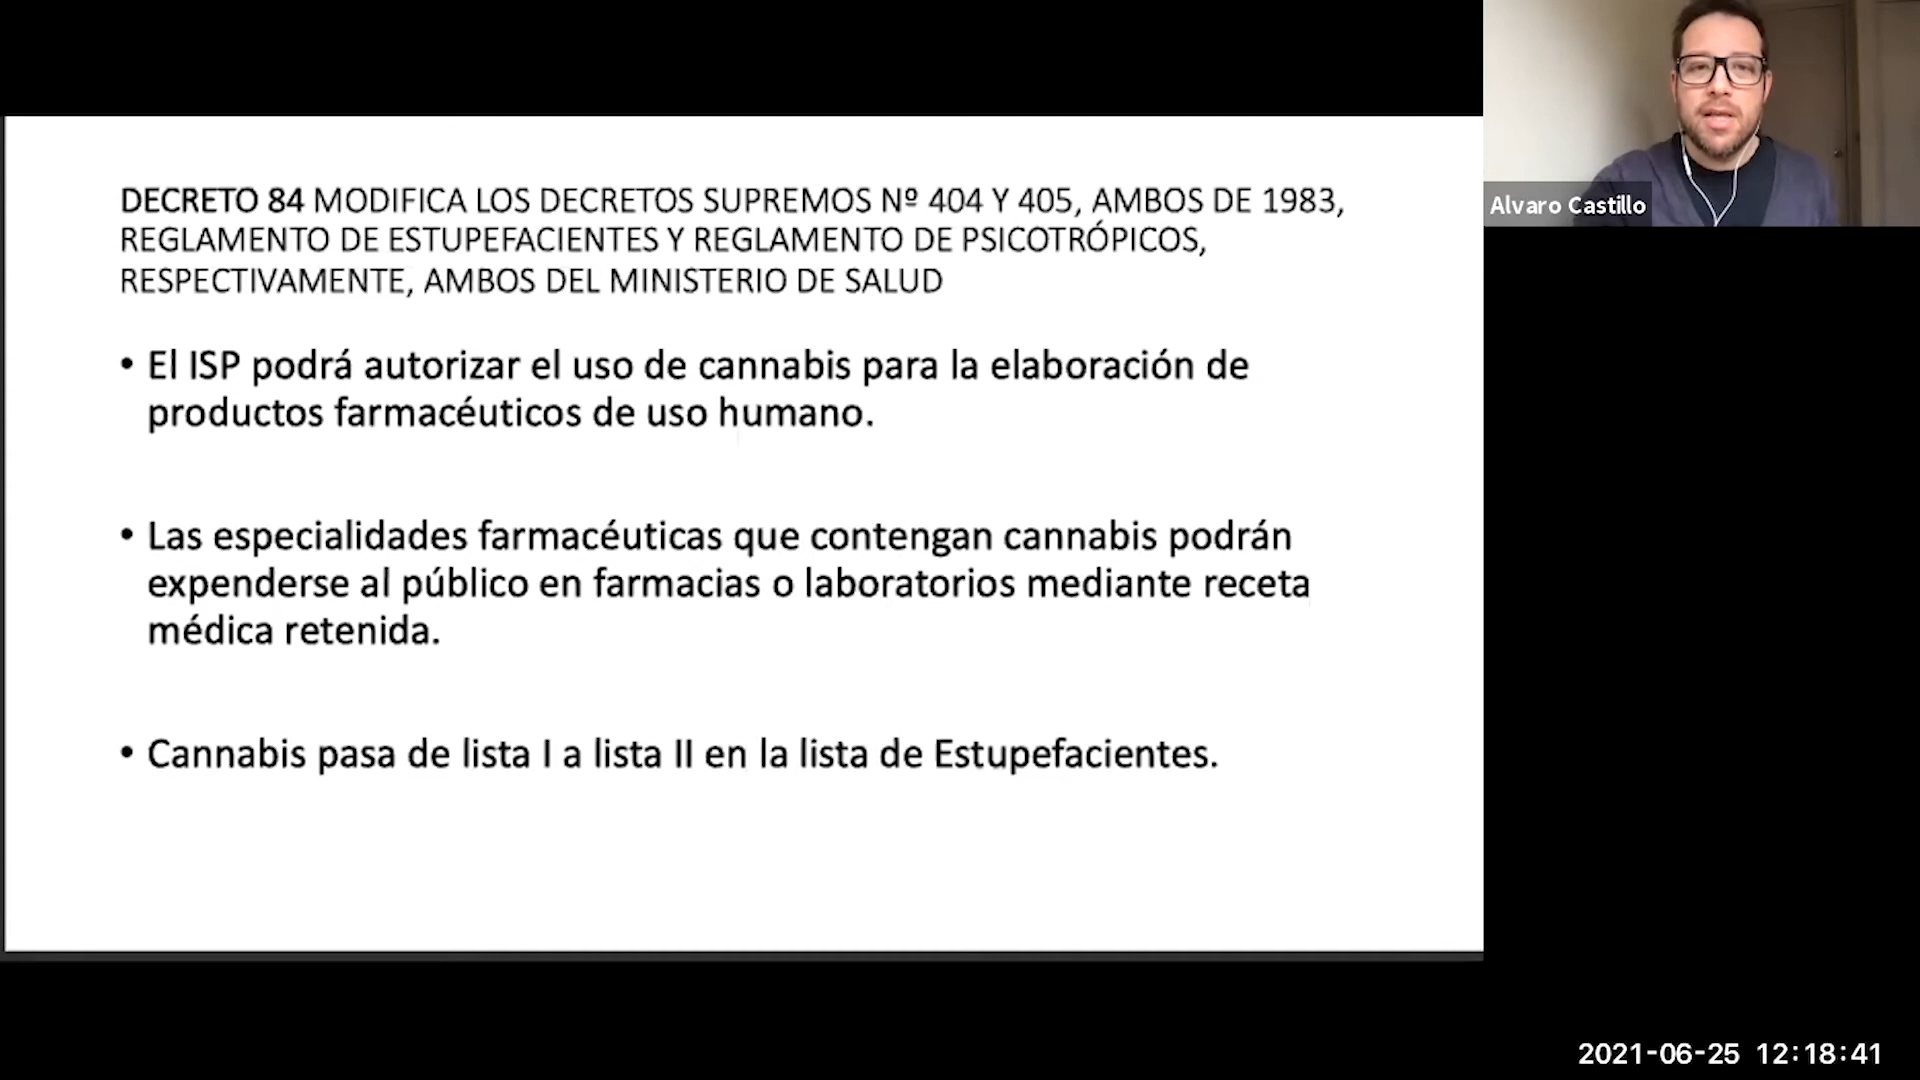 DECRETO 84 MODIFICA LOS DECRETOS SUPREMOS Nº 404 Y 405, AMBOS DE 1983,
REGLAMENTO DE ESTUPEFACIENTES Y REGLAMENTO DE PSICOTRÓPICOS,
RESPECTIVAMENTE, AMBOS DEL MINISTERIO DE SALUD
• El ISP podrá autorizar el uso de cannabis para la elaboración de
productos farmacéuticos de uso humano.
• Las especialidades farmacéuticas que contengan cannabis podrán
expenderse al público en farmacias o laboratorios mediante receta
médica retenida.
• Cannabis pasa de lista I a lista II en la lista de Estupefacientes.
Alvaro Castillo
2021-06-25 12:18:41